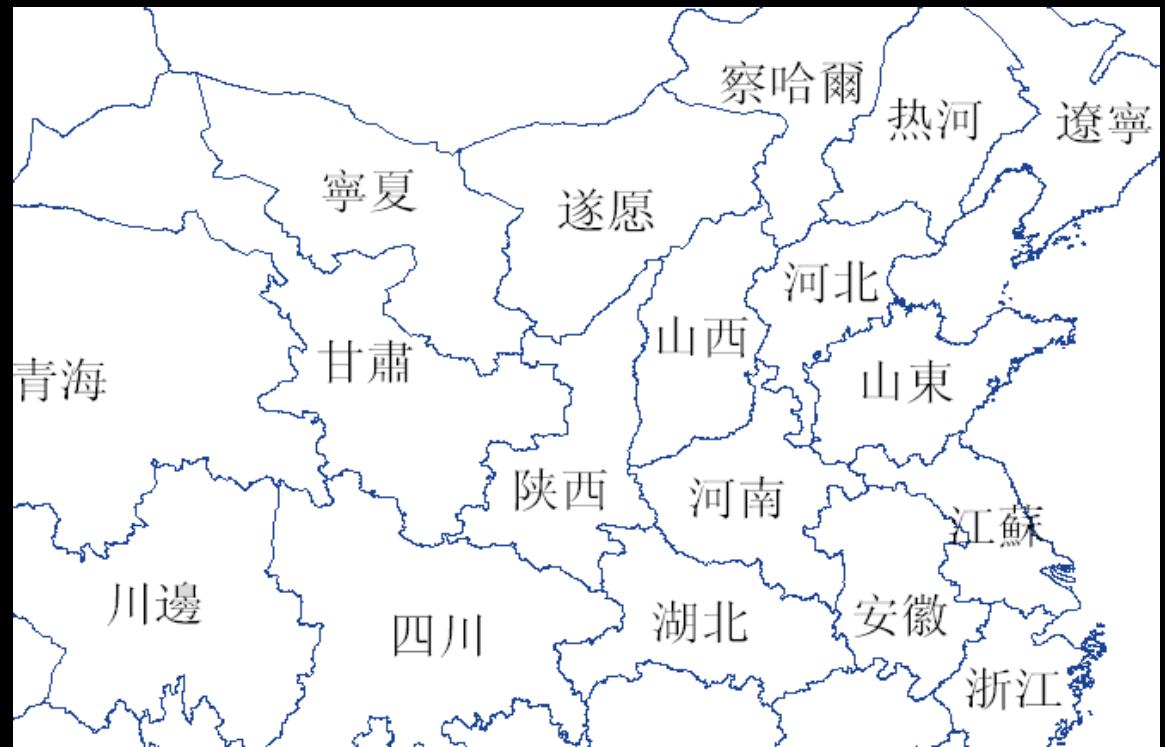 察哈爾
热河
遼寧
寧夏
遂愿
河北
山西
甘肅
青海
山東
陕西
河南
江蘇
川邊
四川
湖北
安徽
浙江